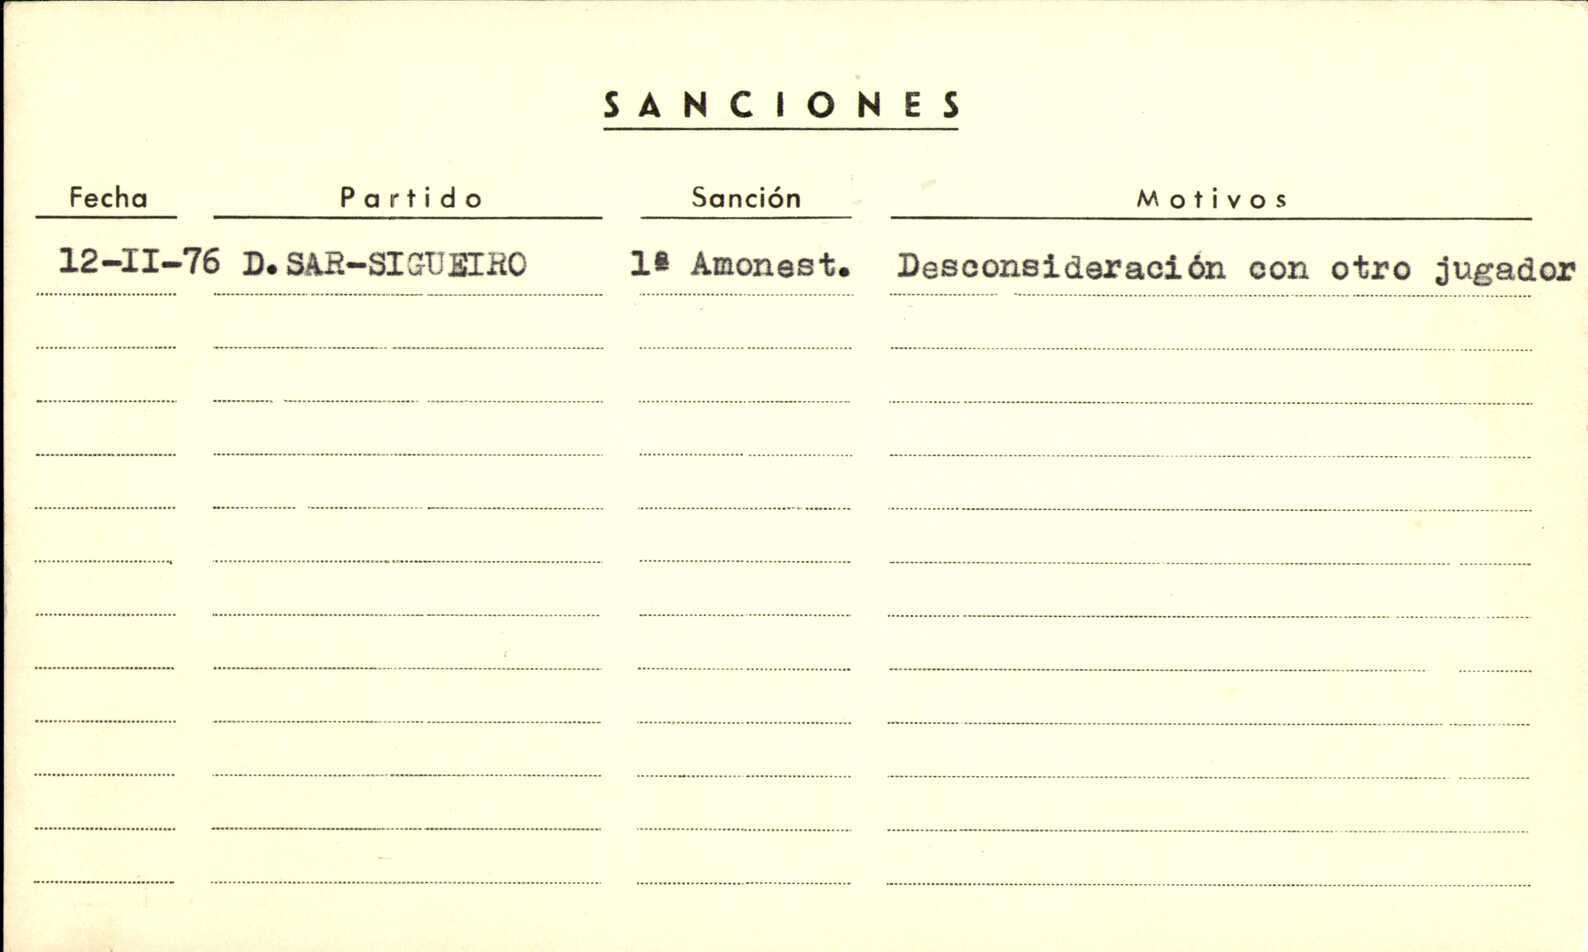 SANCIONES
Fecha Partido Sanción Motivos
12-II-76 D.SAR-SIGUEIRO 1ª Amonest. Desconsideración con otro jugador